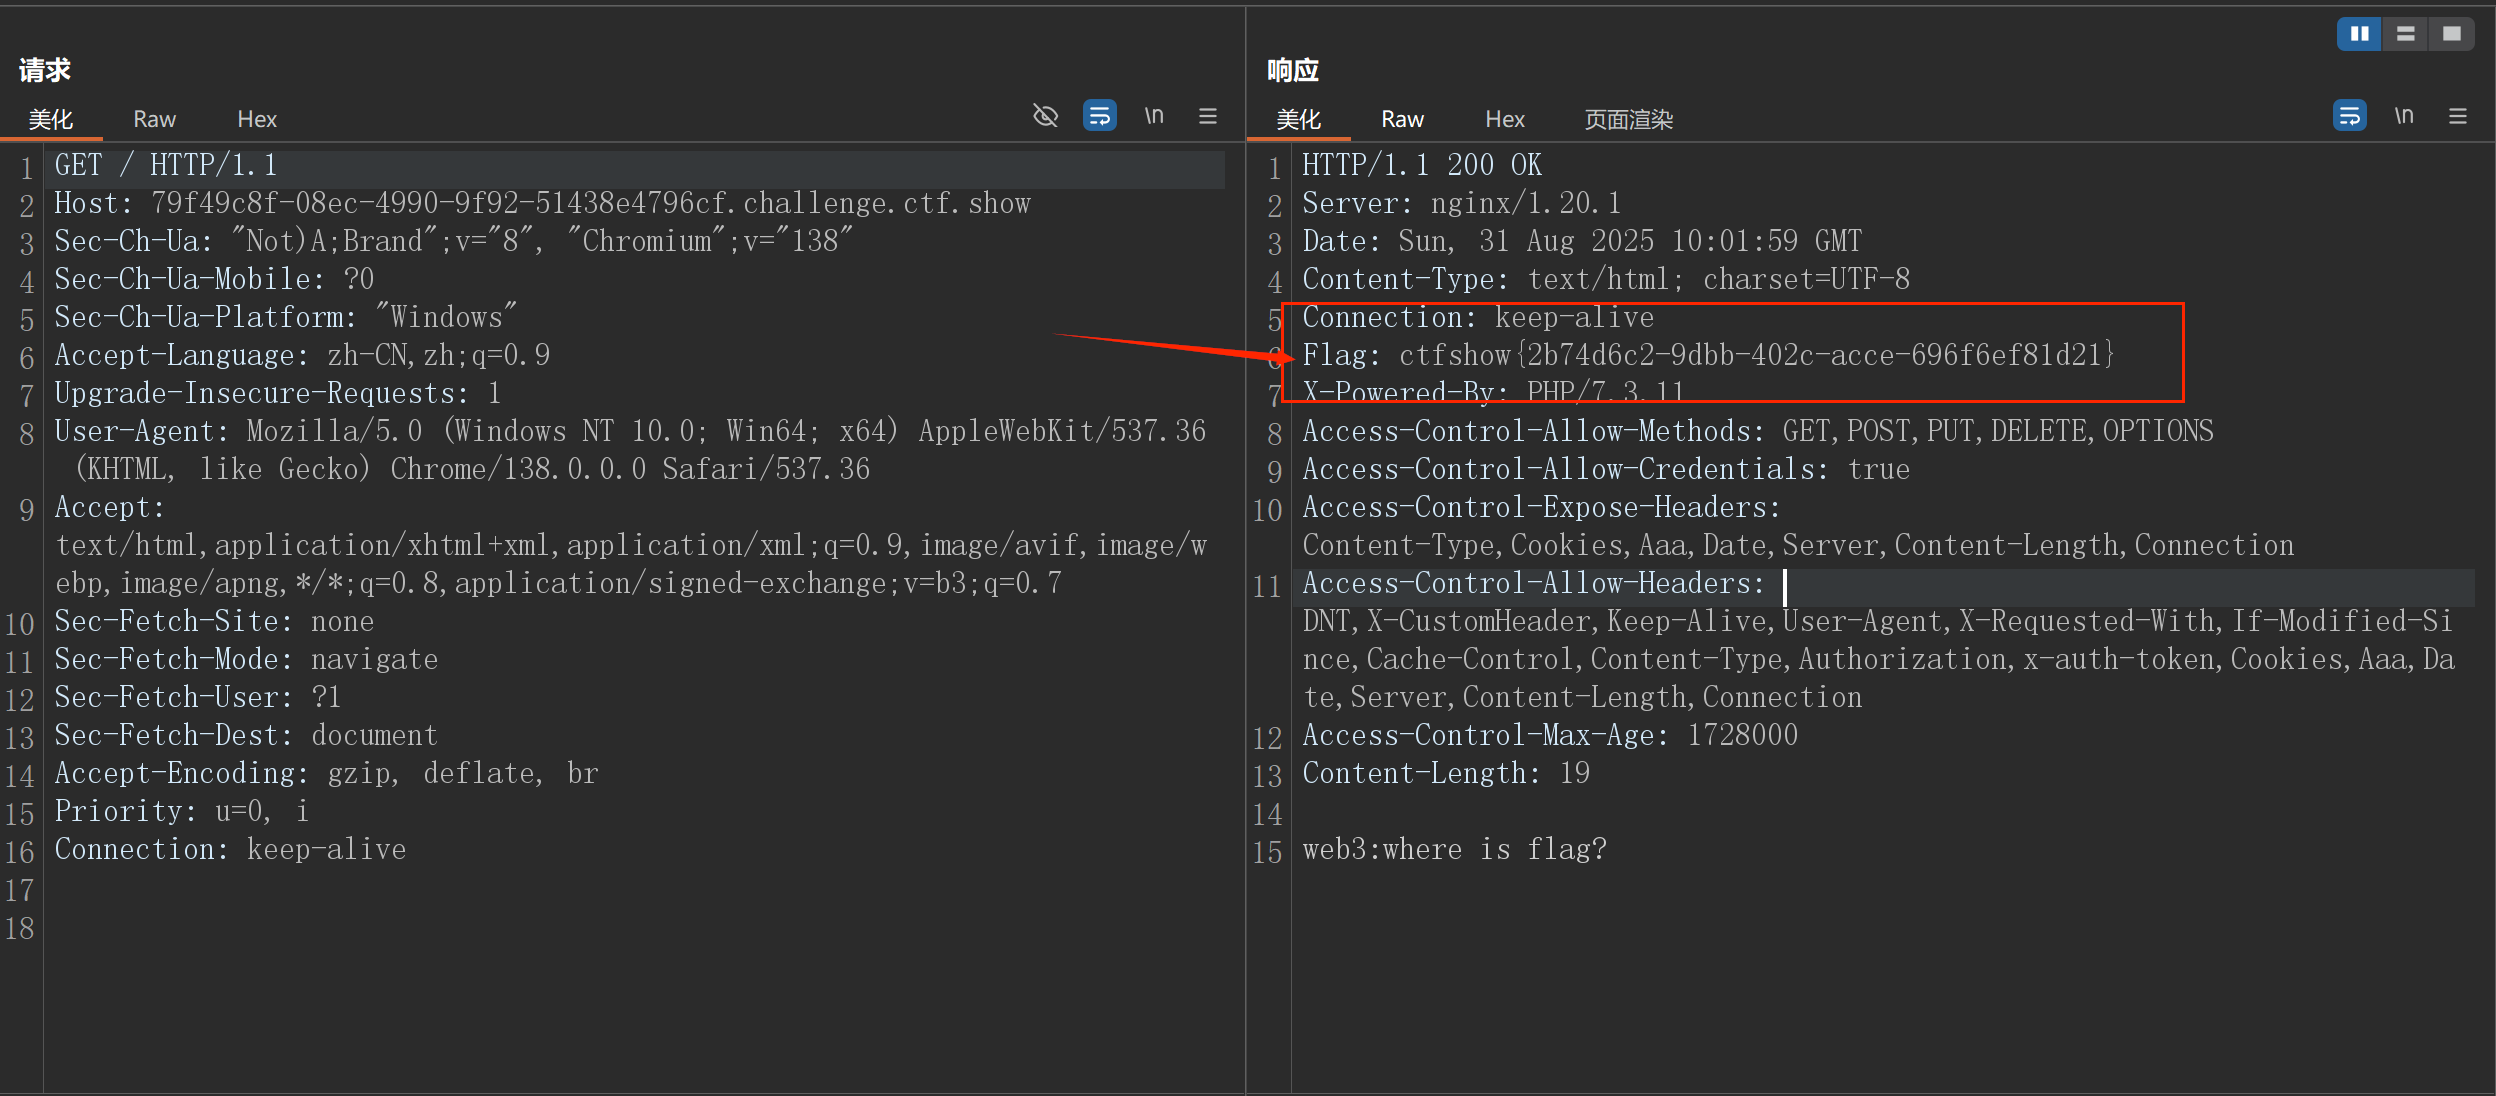 请求
美化 Raw Hex \n
1 GET / HTTP/1.1
2 Host: 79f49c8f-08ec-4990-9f92-51438e4796cf.challenge.ctf.show
3 Sec-Ch-Ua: "Not)A;Brand";v="8", "Chromium";v="138"
4 Sec-Ch-Ua-Mobile: ?0
5 Sec-Ch-Ua-Platform: "Windows"
6 Accept-Language: zh-CN,zh;q=0.9
7 Upgrade-Insecure-Requests: 1
8 User-Agent: Mozilla/5.0 (Windows NT 10.0; Win64; x64) AppleWebKit/537.36
(KHTML, like Gecko) Chrome/138.0.0.0 Safari/537.36
9 Accept:
text/html,application/xhtml+xml,application/xml;q=0.9,image/avif,image/w
ebp,image/apng,*/*;q=0.8,application/signed-exchange;v=b3;q=0.7
10 Sec-Fetch-Site: none
11 Sec-Fetch-Mode: navigate
12 Sec-Fetch-User: ?1
13 Sec-Fetch-Dest: document
14 Accept-Encoding: gzip, deflate, br
15 Priority: u=0, i
16 Connection: keep-alive
17
18
响应
美化 Raw Hex 页面渲染 \n
1 HTTP/1.1 200 OK
2 Server: nginx/1.20.1
3 Date: Sun, 31 Aug 2025 10:01:59 GMT
4 Content-Type: text/html; charset=UTF-8
5 Connection: keep-alive
6 Flag: ctfshow{2b74d6c2-9dbb-402c-acce-696f6ef81d21}
7 X-Powered-By: PHP/7.3.11
8 Access-Control-Allow-Methods: GET,POST,PUT,DELETE,OPTIONS
9 Access-Control-Allow-Credentials: true
10 Access-Control-Expose-Headers:
Content-Type,Cookies,Aaa,Date,Server,Content-Length,Connection
11 Access-Control-Allow-Headers:
DNT,X-CustomHeader,Keep-Alive,User-Agent,X-Requested-With,If-Modified-Si
nce,Cache-Control,Content-Type,Authorization,x-auth-token,Cookies,Aaa,Da
te,Server,Content-Length,Connection
12 Access-Control-Max-Age: 1728000
13 Content-Length: 19
14
15 web3:where is flag?